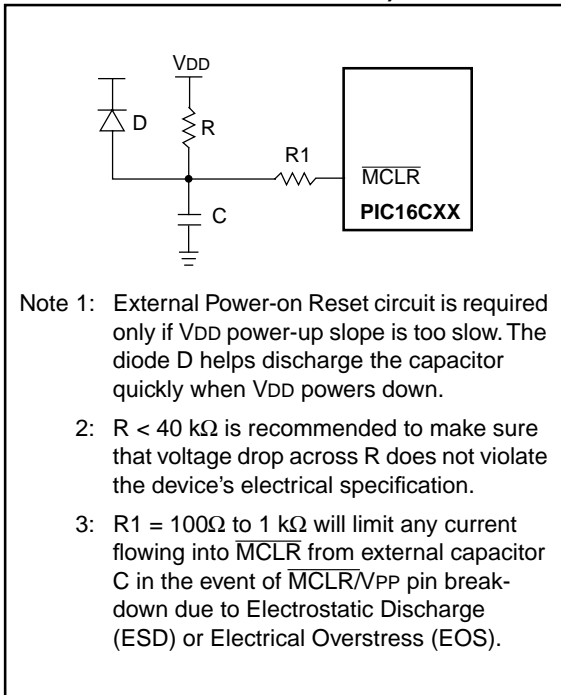 VDD
D
R
R1
MCLR
PIC16CXX
C
Note 1: External Power-on Reset circuit is required
only if VDD power-up slope is too slow. The
diode D helps discharge the capacitor
quickly when VDD powers down.
2: R < 40 kΩ is recommended to make sure
that voltage drop across R does not violate
the device's electrical specification.
3: R1 = 100Ω to 1 kΩ will limit any current
flowing into MCLR from external capacitor
C in the event of MCLR/VPP pin break-
down due to Electrostatic Discharge
(ESD) or Electrical Overstress (EOS).